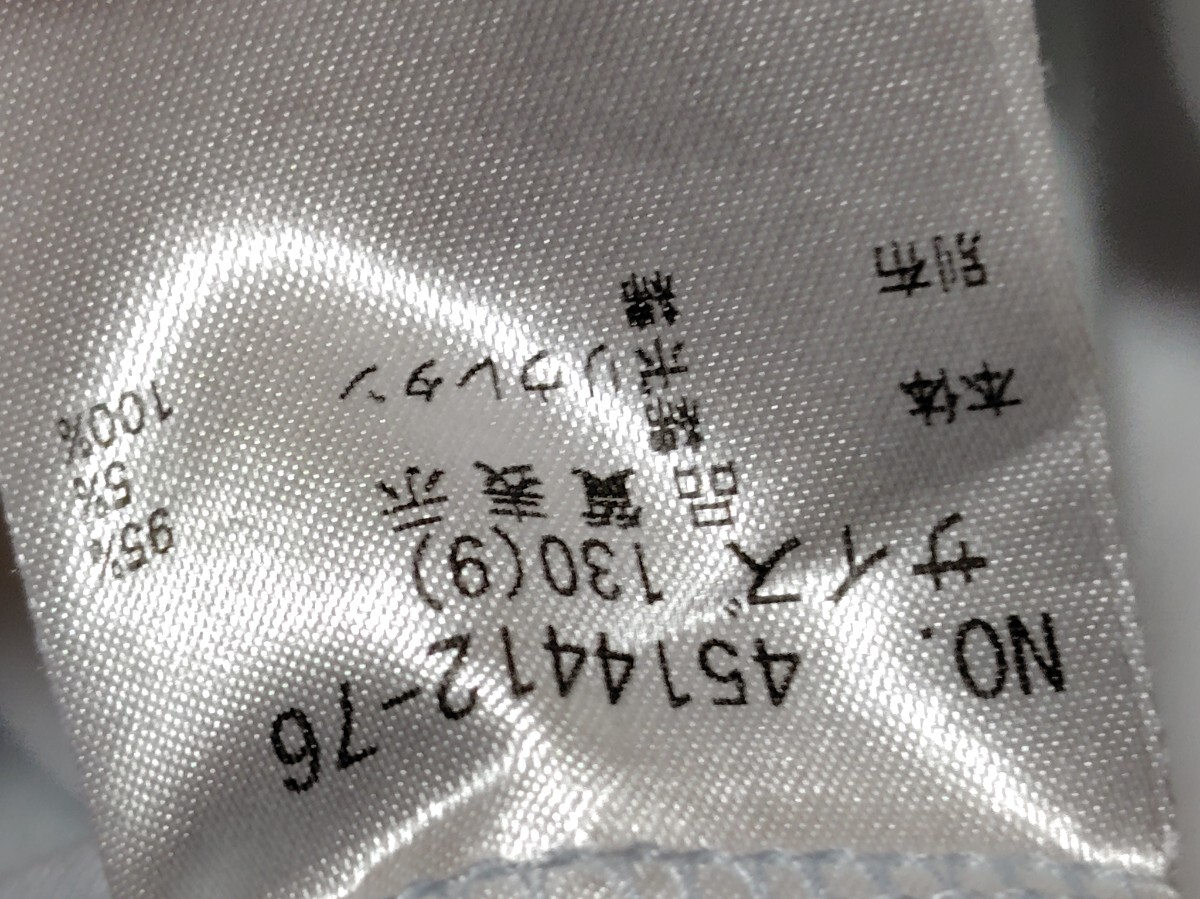 NO. 4514412-76
サイズ 130(9)
品質表示
本体 綿 95%
ポリウレタン 5%
別布 綿 100%